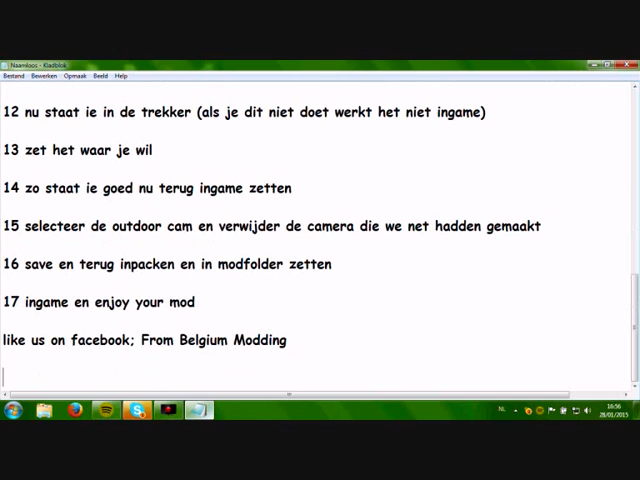 Naamloos - Kladblok
Bestand Bewerken Opmaak Beeld Help
12 nu staat ie in de trekker (als je dit niet doet werkt het niet ingame)
13 zet het waar je wil
14 zo staat ie goed nu terug ingame zetten
15 selecteer de outdoor cam en verwijder de camera die we net hadden gemaakt
16 save en terug inpacken en in modfolder zetten
17 ingame en enjoy your mod
like us on facebook; From Belgium Modding
NL
16:56
28/01/2015